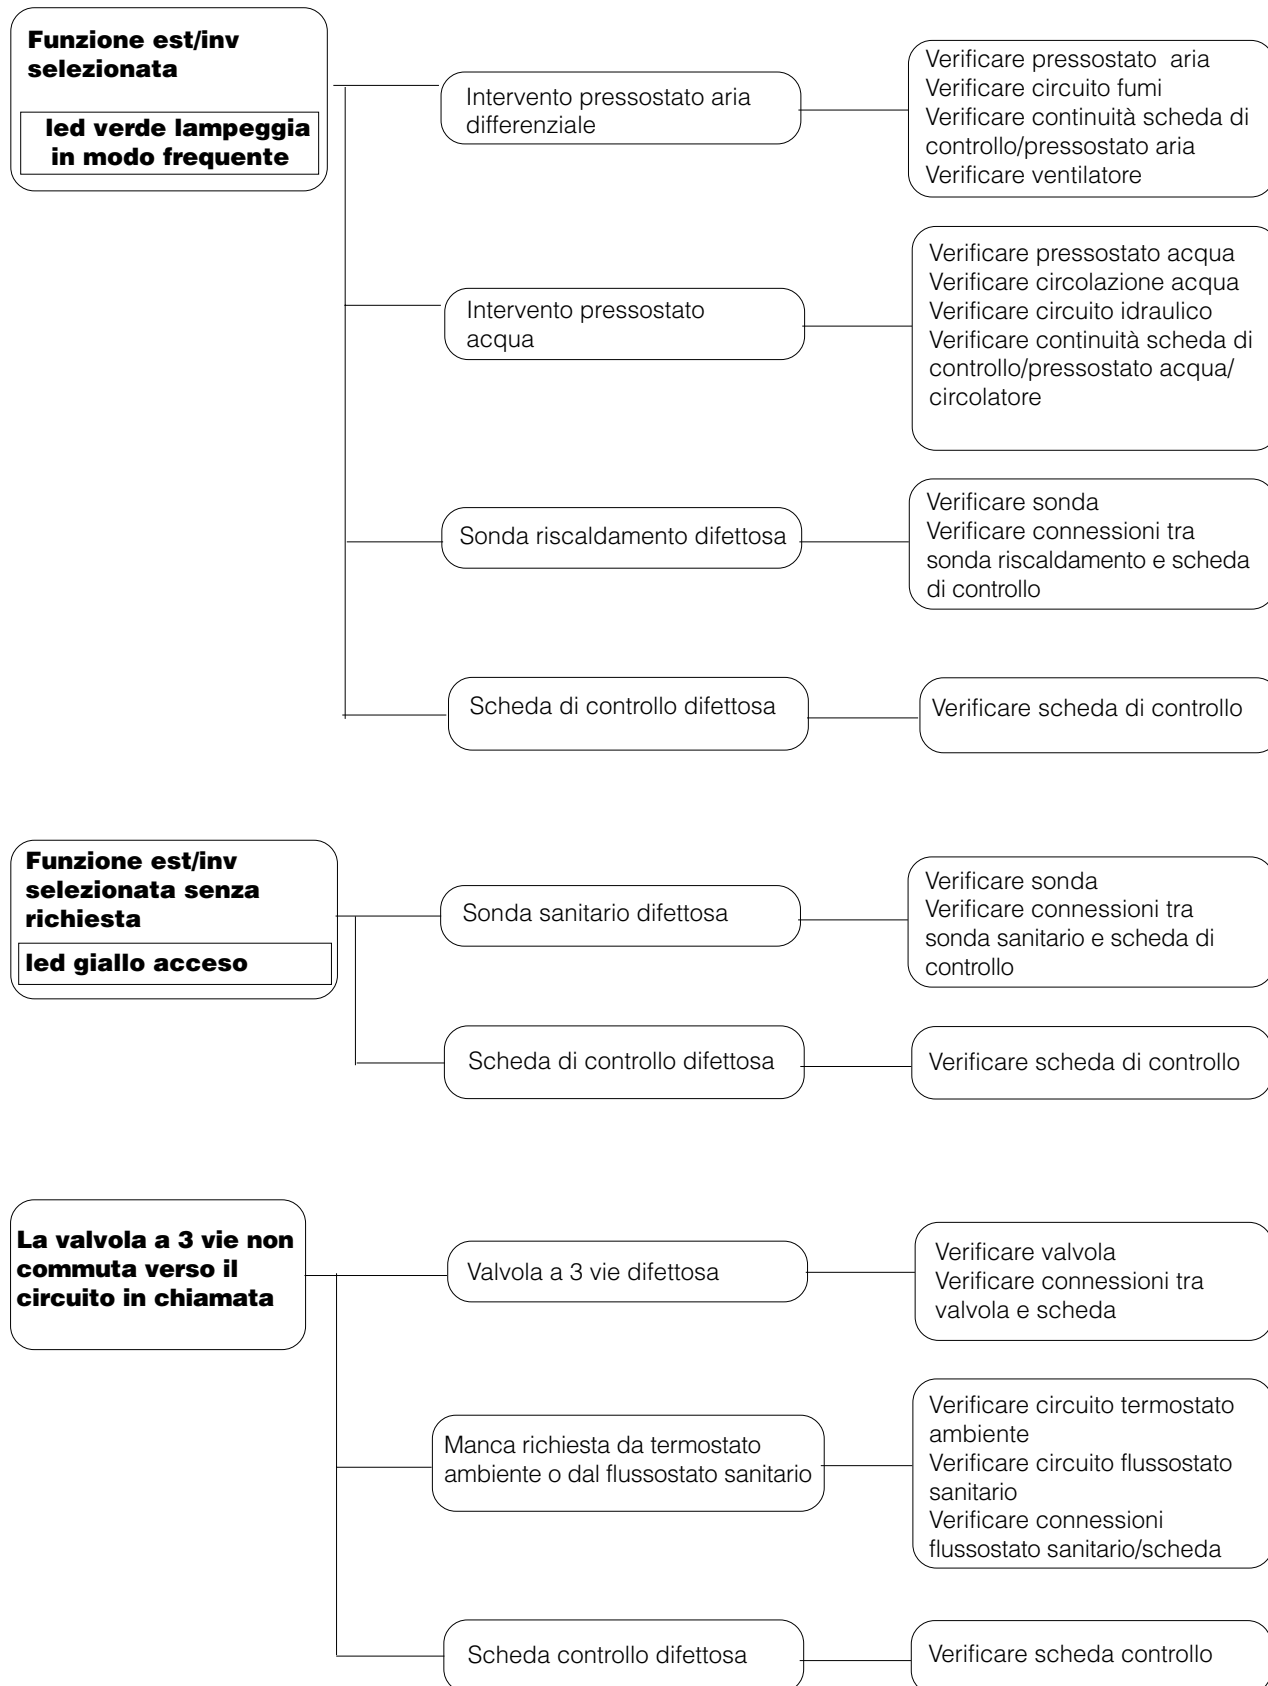 Funzione est/inv
selezionata
led verde lampeggia
in modo frequente
Intervento pressostato aria
differenziale
Verificare pressostato  aria
Verificare circuito fumi
Verificare continuità scheda di
controllo/pressostato aria
Verificare ventilatore
Intervento pressostato
acqua
Verificare pressostato acqua
Verificare circolazione acqua
Verificare circuito idraulico
Verificare continuità scheda di
controllo/pressostato acqua/
circolatore
Sonda riscaldamento difettosa
Verificare sonda
Verificare connessioni tra
sonda riscaldamento e scheda
di controllo
Scheda di controllo difettosa
Verificare scheda di controllo
Funzione est/inv
selezionata senza
richiesta
led giallo acceso
Sonda sanitario difettosa
Verificare sonda
Verificare connessioni tra
sonda sanitario e scheda di
controllo
Scheda di controllo difettosa
Verificare scheda di controllo
La valvola a 3 vie non
commuta verso il
circuito in chiamata
Valvola a 3 vie difettosa
Verificare valvola
Verificare connessioni tra
valvola e scheda
Manca richiesta da termostato
ambiente o dal flussostato sanitario
Verificare circuito termostato
ambiente
Verificare circuito flussostato
sanitario
Verificare connessioni
flussostato sanitario/scheda
Scheda controllo difettosa
Verificare scheda controllo